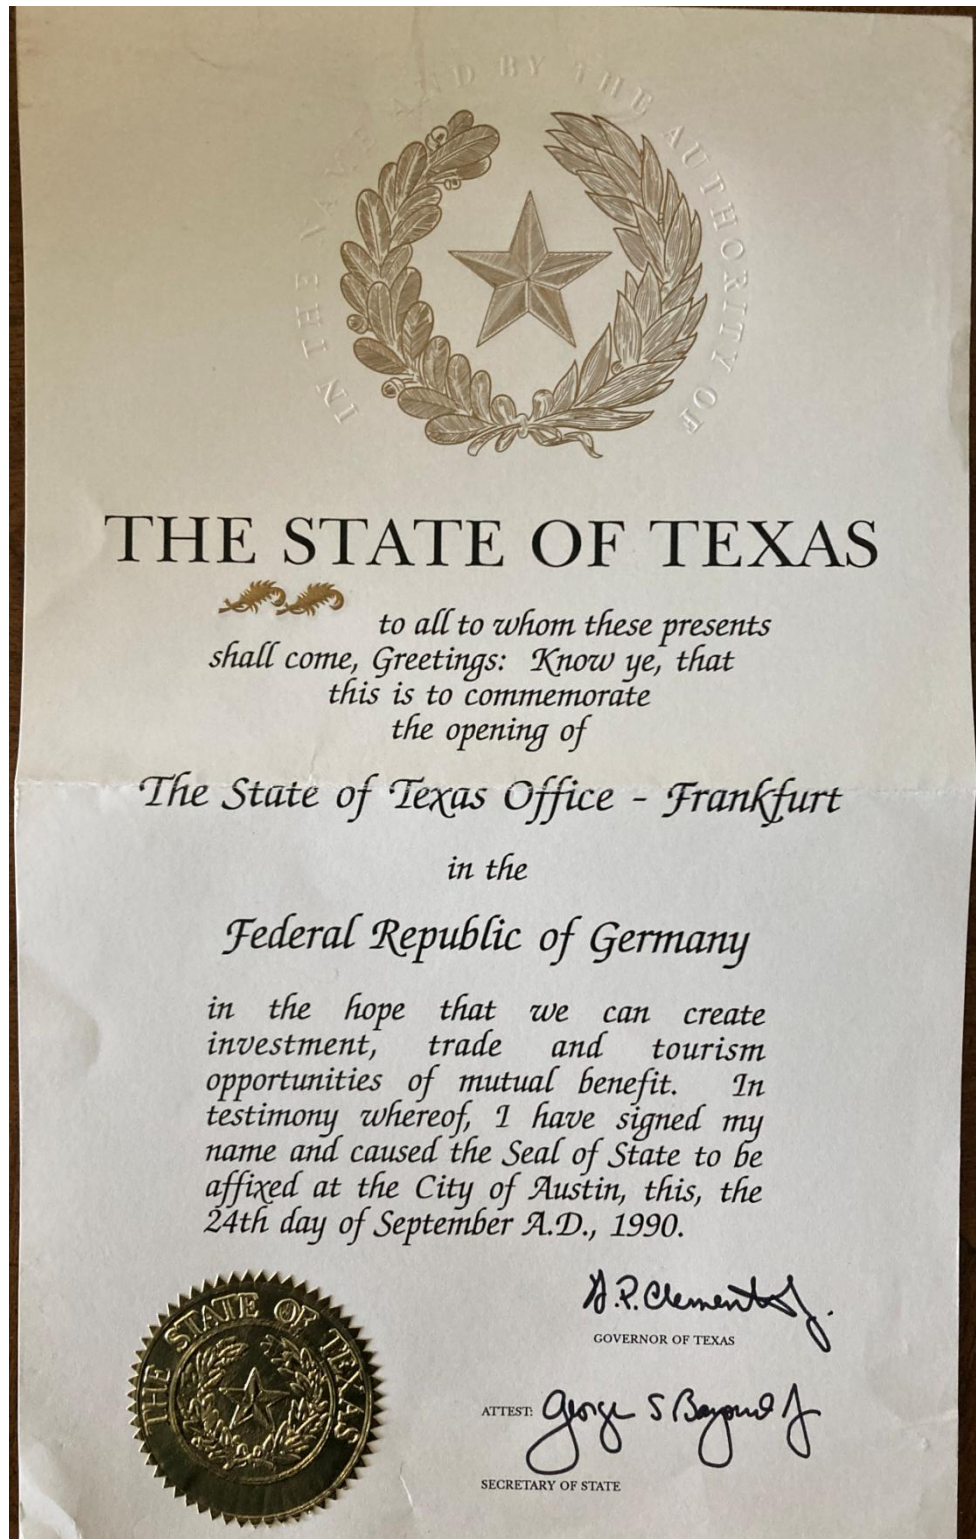 IN THE NAME AND BY THE AUTHORITY OF
THE STATE OF TEXAS
to all to whom these presents
shall come, Greetings: Know ye, that
this is to commemorate
the opening of
The State of Texas Office - Frankfurt
in the
Federal Republic of Germany
in the hope that we can create
investment, trade and tourism
opportunities of mutual benefit. In
testimony whereof, I have signed my
name and caused the Seal of State to be
affixed at the City of Austin, this, the
24th day of September A.D., 1990.
W.P. Clements Jr.
GOVERNOR OF TEXAS
ATTEST: George S Bayoud Jr
SECRETARY OF STATE
THE STATE OF TEXAS